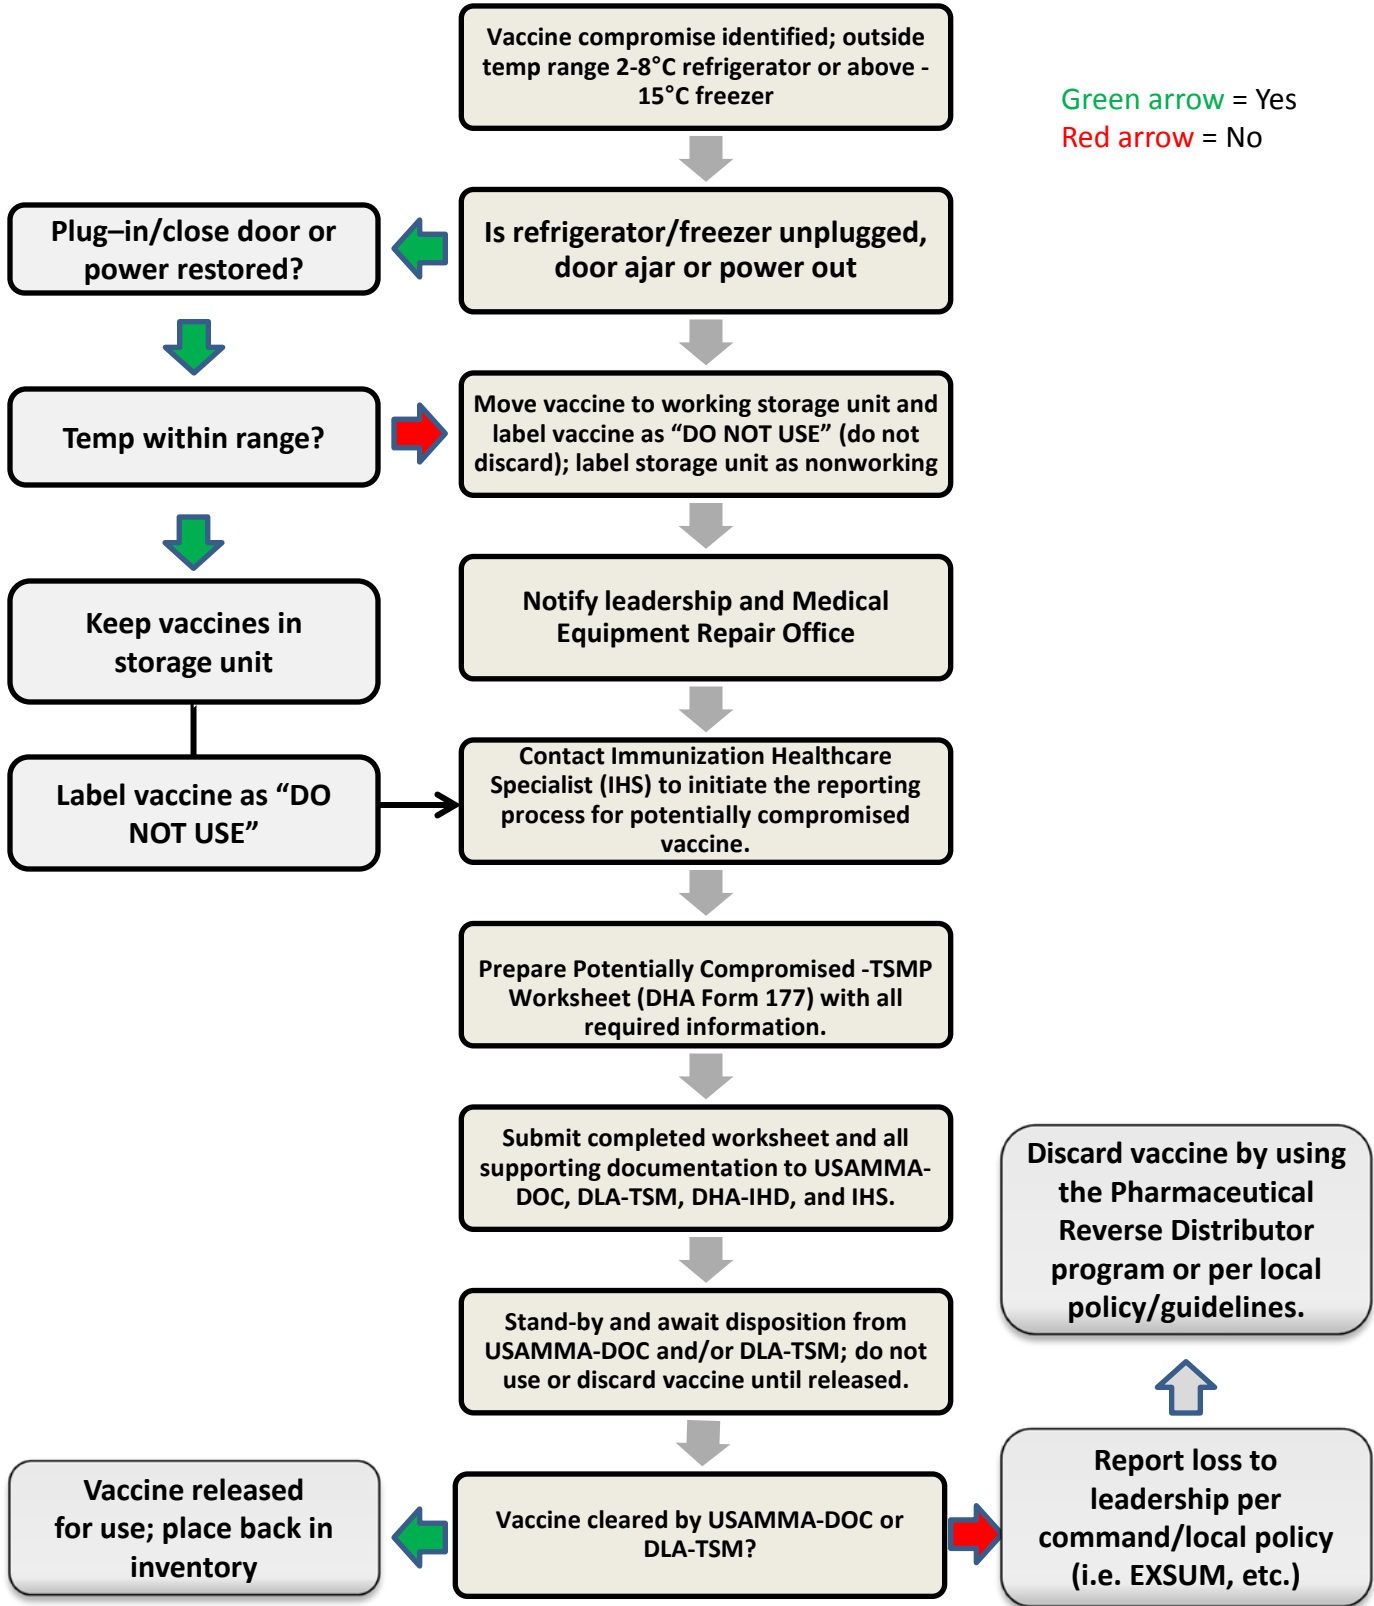 Vaccine compromise identified; outside
temp range 2-8°C refrigerator or above -
15°C freezer
Green arrow = Yes
Red arrow = No
Plug–in/close door or
power restored?
Is refrigerator/freezer unplugged,
door ajar or power out
Temp within range?
Move vaccine to working storage unit and
label vaccine as “DO NOT USE” (do not
discard); label storage unit as nonworking
Keep vaccines in
storage unit
Notify leadership and Medical
Equipment Repair Office
Label vaccine as “DO
NOT USE”
Contact Immunization Healthcare
Specialist (IHS) to initiate the reporting
process for potentially compromised
vaccine.
Prepare Potentially Compromised -TSMP
Worksheet (DHA Form 177) with all
required information.
Submit completed worksheet and all
supporting documentation to USAMMA-
DOC, DLA-TSM, DHA-IHD, and IHS.
Discard vaccine by using
the Pharmaceutical
Reverse Distributor
program or per local
policy/guidelines.
Stand-by and await disposition from
USAMMA-DOC and/or DLA-TSM; do not
use or discard vaccine until released.
Vaccine released
for use; place back in
inventory
Vaccine cleared by USAMMA-DOC or
DLA-TSM?
Report loss to
leadership per
command/local policy
(i.e. EXSUM, etc.)